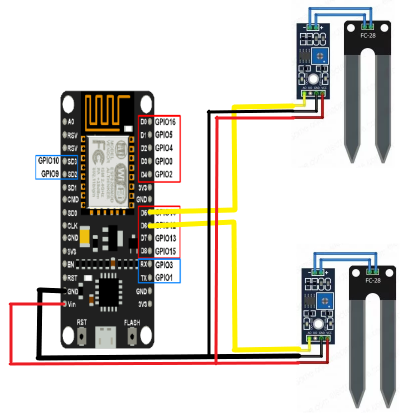 FC-28
A0
D0
GPIO16
RSV
D1
GPIO5
RSV
D2
GPIO4
GPIO10
SD3
D3
GPIO0
GPIO9
SD2
D4
GPIO2
SD1
3V3
CMD
GND
SD0
D5
CLK
D6
GND
D7
GPIO13
3V3
D8
GPIO15
EN
RX
GPIO3
RST
TX
GPIO1
GND
GND
Vin
3V3
RST
FLASH
FC-28